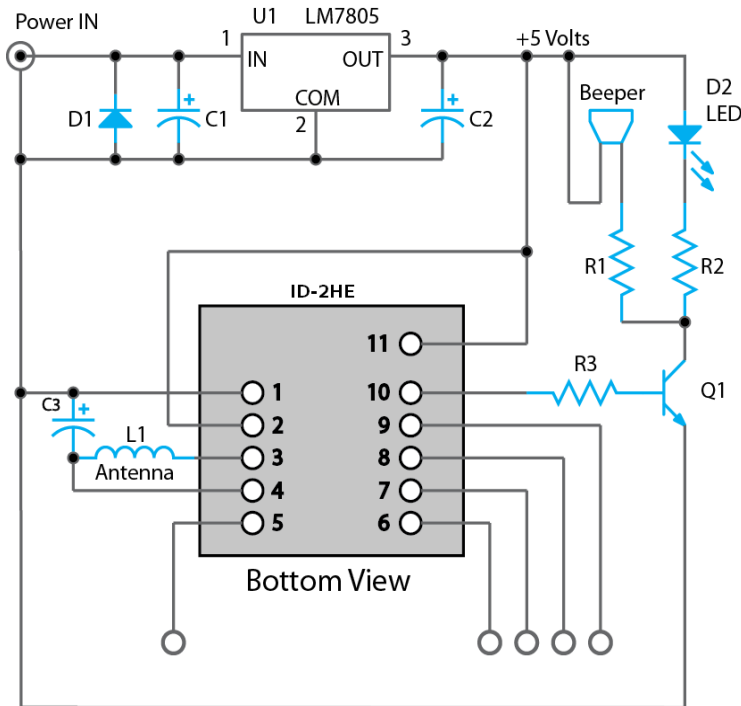 Power IN
U1 LM7805
1
3
+5 Volts
IN OUT
D2
LED
Beeper
COM
2
D1
C1
C2
R1
R2
ID-2HE
11
R3
1
10
Q1
C3 +
2
9
L1
3
8
Antenna
4
7
5
6
Bottom View
+
+